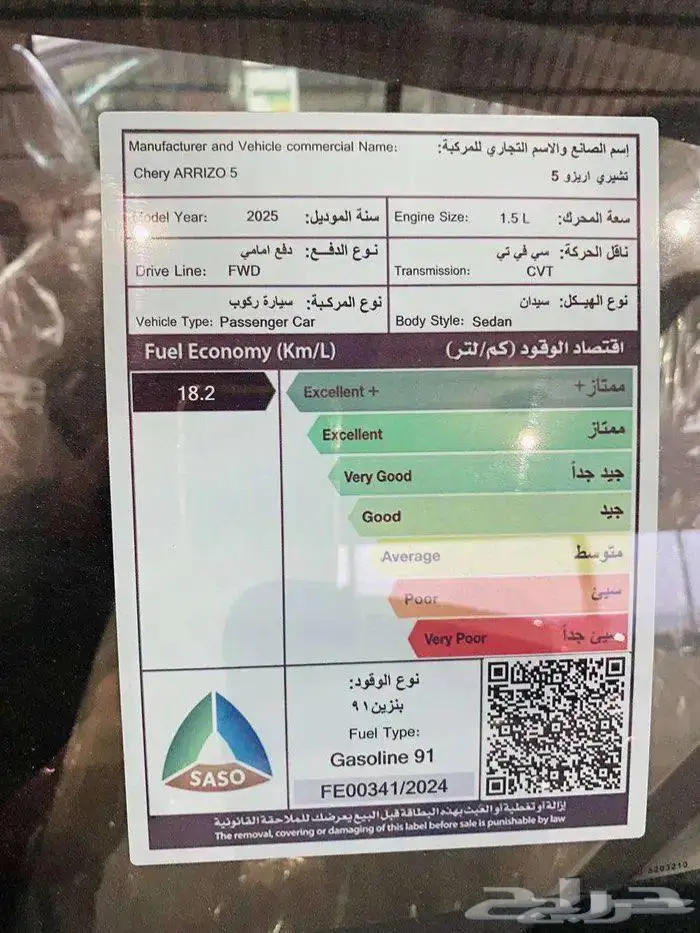 Manufacturer and Vehicle commercial Name: إسم الصانع والاسم التجاري للمركبة:
Chery ARRIZO 5 تشيري اريزو 5
Model Year: 2025 سنة الموديل: Engine Size: 1.5 L سعة المحرك:
نوع الدفع: دفع امامي ناقل الحركة: سي في تي
Drive Line: FWD Transmission: CVT
نوع المركبة: سيارة ركوب نوع الهيكل: سيدان
Vehicle Type: Passenger Car Body Style: Sedan
Fuel Economy (Km/L) اقتصاد الوقود (كم/لتر)
18.2 Excellent + ممتاز+
Excellent ممتاز
Very Good جيد جداً
Good جيد
Average متوسط
Poor سيئ
Very Poor سيئ جداً
نوع الوقود:
بنزين ٩١
Fuel Type:
Gasoline 91
SASO
FE00341/2024
إزالة أو تغطية أو العبث بهذه البطاقة قبل البيع يعرضك للملاحقة القانونية
The removal, covering or damaging of this label before sale is punishable by law
5203210
حراج